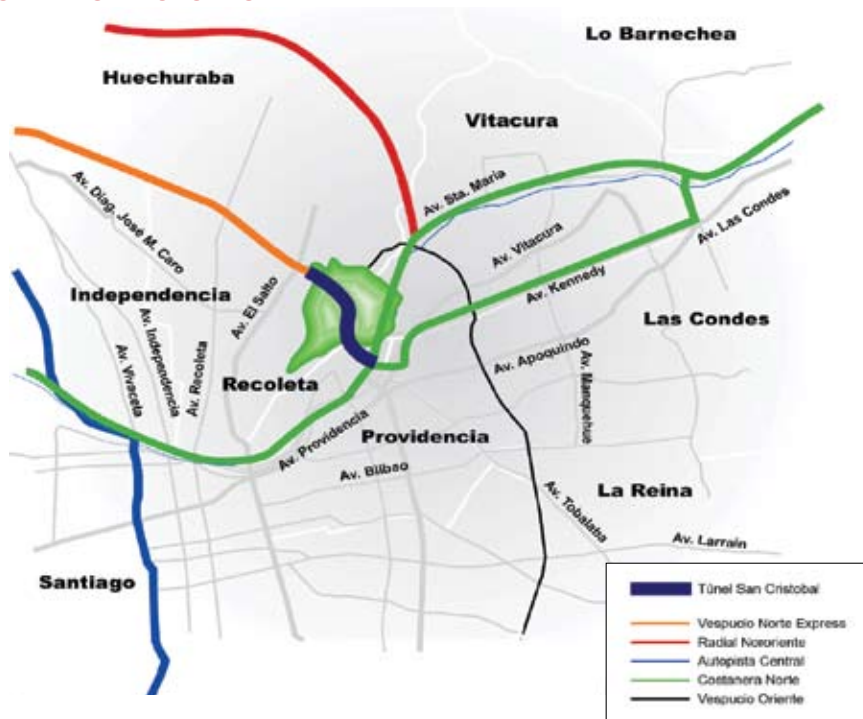 Lo Barnechea
Huechuraba
Vitacura
Av. Sta. Maria
Av. Diag. José M. Caro
Av. Vitacura
Av. Las Condes
Av. El Salto
Independencia
Av. Kennedy
Av. Independencia
Las Condes
Av. Vivaceta
Av. Recoleta
Av. Apoquindo
Av. Manquehue
Recoleta
Av. Providencia
Providencia
Av. Bilbao
La Reina
Av. Tobalaba
Av. Larrain
Santiago
Túnel San Cristobal
Vespucio Norte Express
Radial Nororiente
Autopista Central
Costanera Norte
Vespucio Oriente